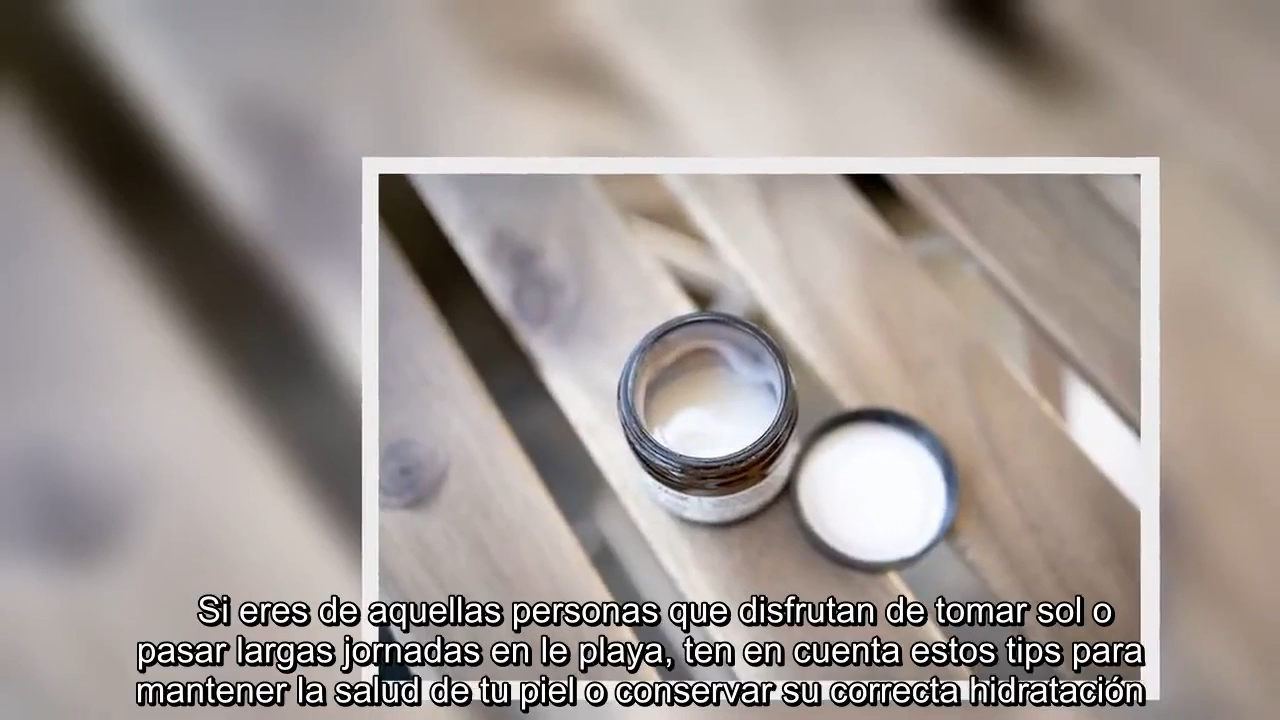 Si eres de aquellas personas que disfrutan de tomar sol o
pasar largas jornadas en le playa, ten en cuenta estos tips para
mantener la salud de tu piel o conservar su correcta hidratación